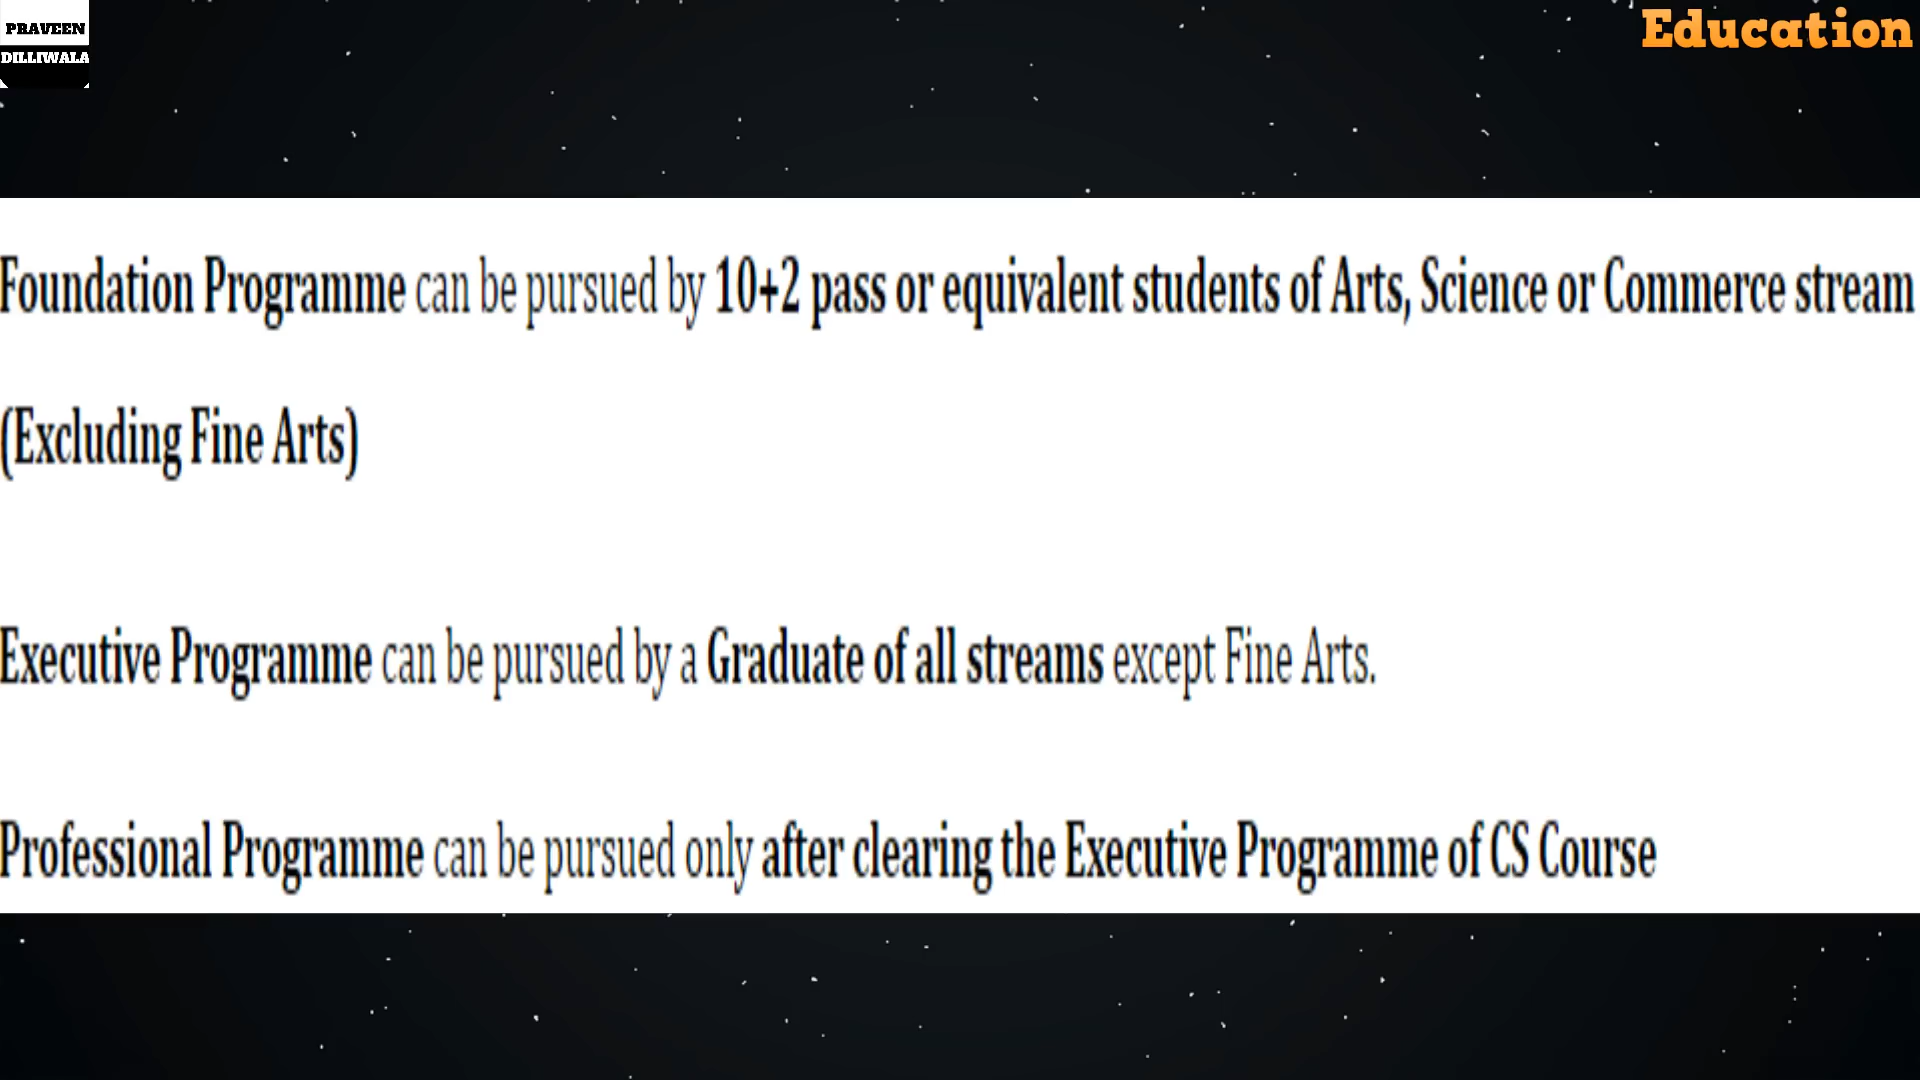 PRAVEEN
DILLIWALA
Education
Foundation Programme can be pursued by 10+2 pass or equivalent students of Arts, Science or Commerce stream
(Excluding Fine Arts)
Executive Programme can be pursued by a Graduate of all streams except Fine Arts.
Professional Programme can be pursued only after clearing the Executive Programme of CS Course